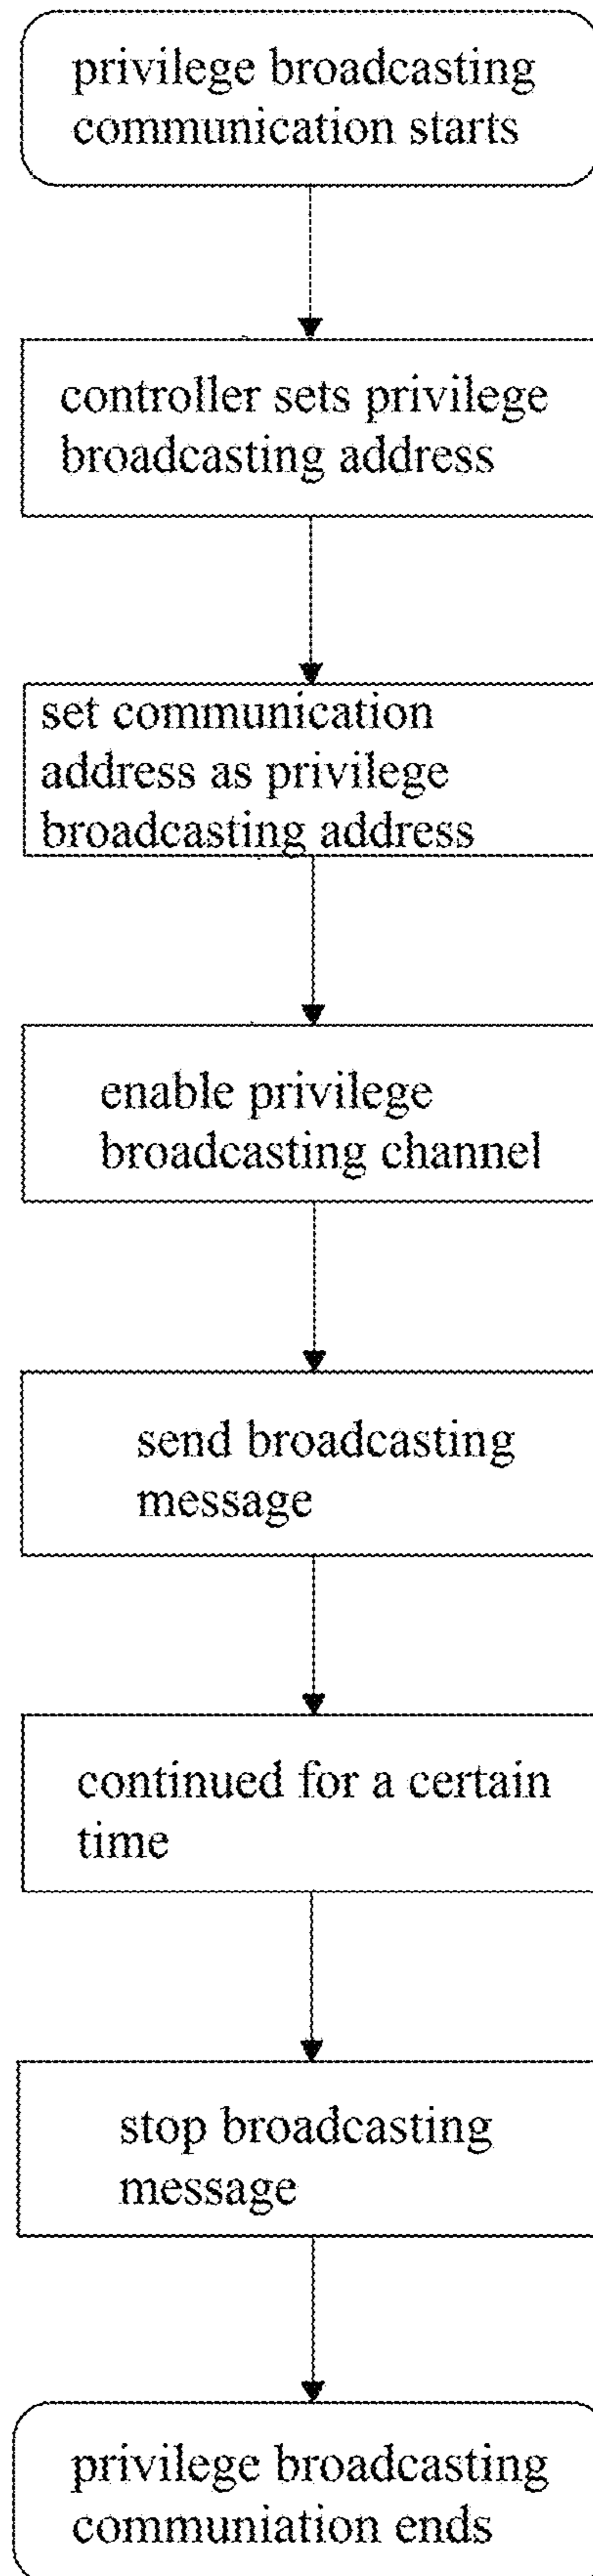 privilege broadcasting
communication starts
controller sets privilege
broadcasting address
set communication
address as privilege
broadcasting address
enable privilege
broadcasting channel
send broadcasting
message
continued for a certain
time
stop broadcasting
message
privilege broadcasting
communiation ends